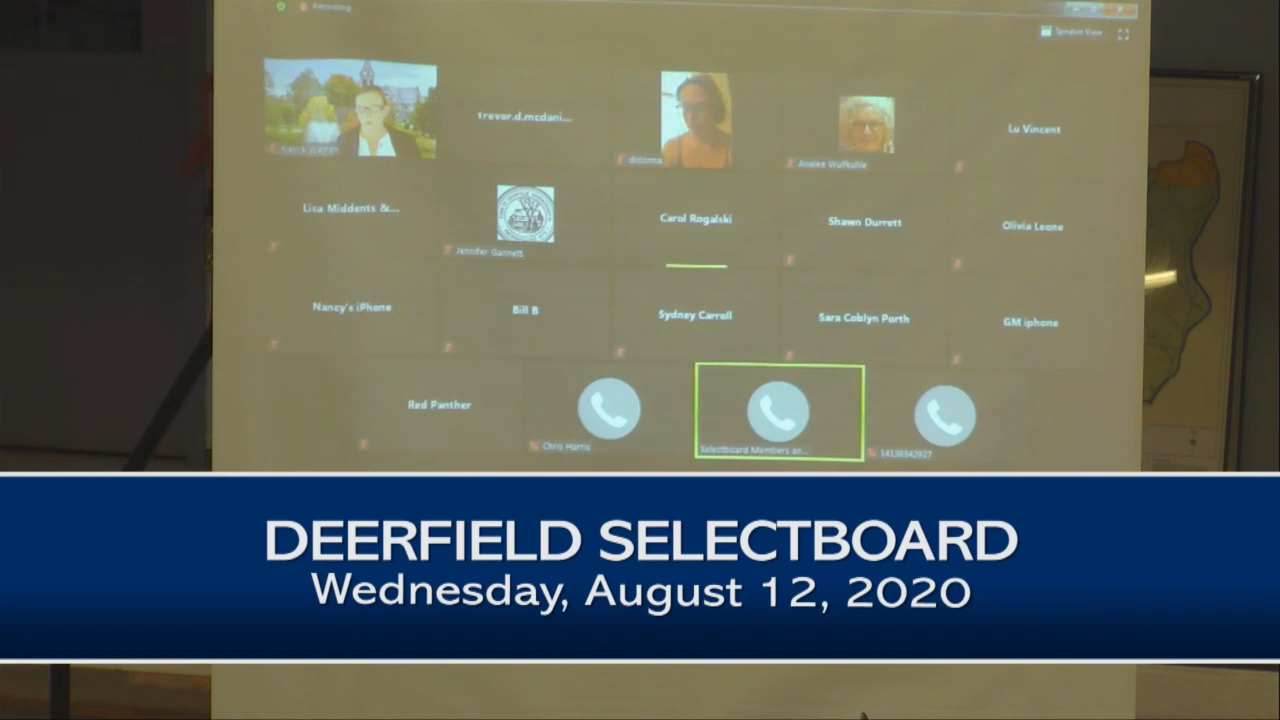 Recording
Speaker View
trevor.d.mcdani...
didonna
Aneke Wulfkuhle
Lu Vincent
Lisa Middents &...
Jennifer Gannett
Carol Rogalski
Shawn Durrett
Olivia Leone
Nancy's iPhone
Bill B
Sydney Carroll
Sara Coblyn Porth
GM iphone
Red Panther
Chris Harris
Selectboard Members an...
14138342927
DEERFIELD SELECTBOARD
Wednesday, August 12, 2020